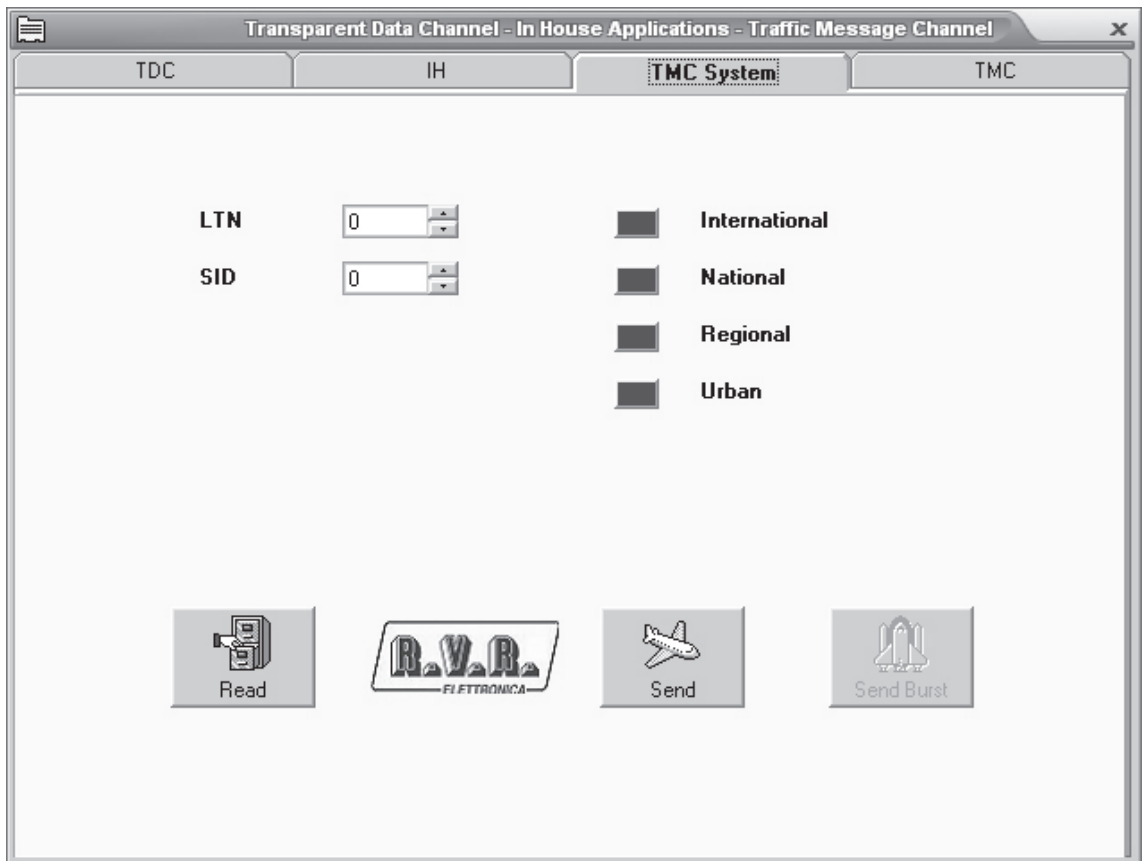 Transparent Data Channel - In House Applications - Traffic Message Channel
TDC IH TMC System TMC
LTN 0 International
SID 0 National
Regional
Urban
Read R.V.R. ELETTRONICA Send Send Burst